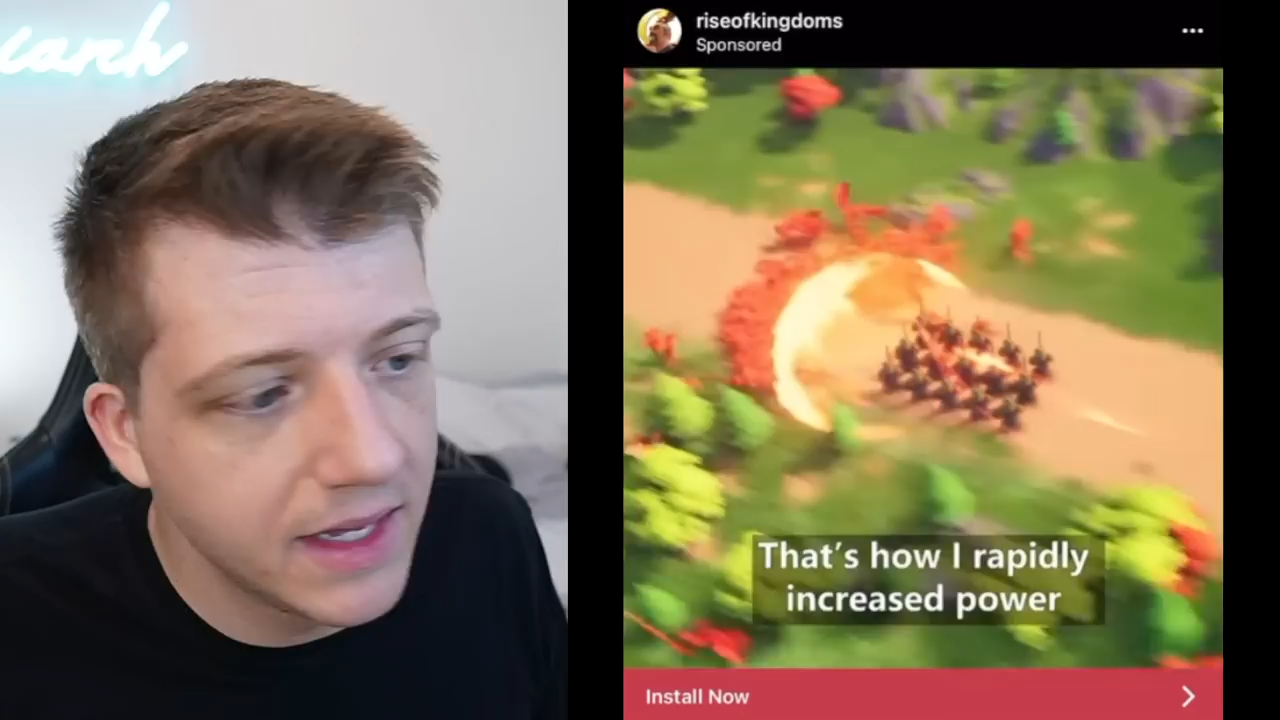 riseofkingdoms
Sponsored
That's how I rapidly
increased power
Install Now